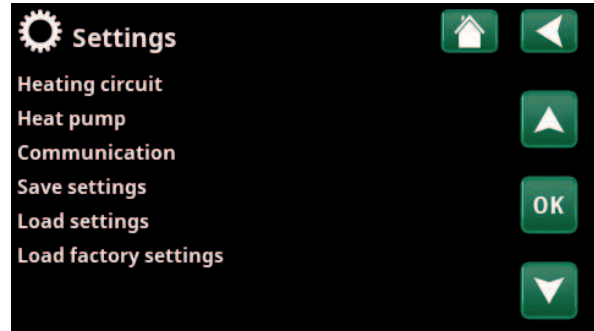 Settings
Heating circuit
Heat pump
Communication
Save settings
Load settings
Load factory settings
OK